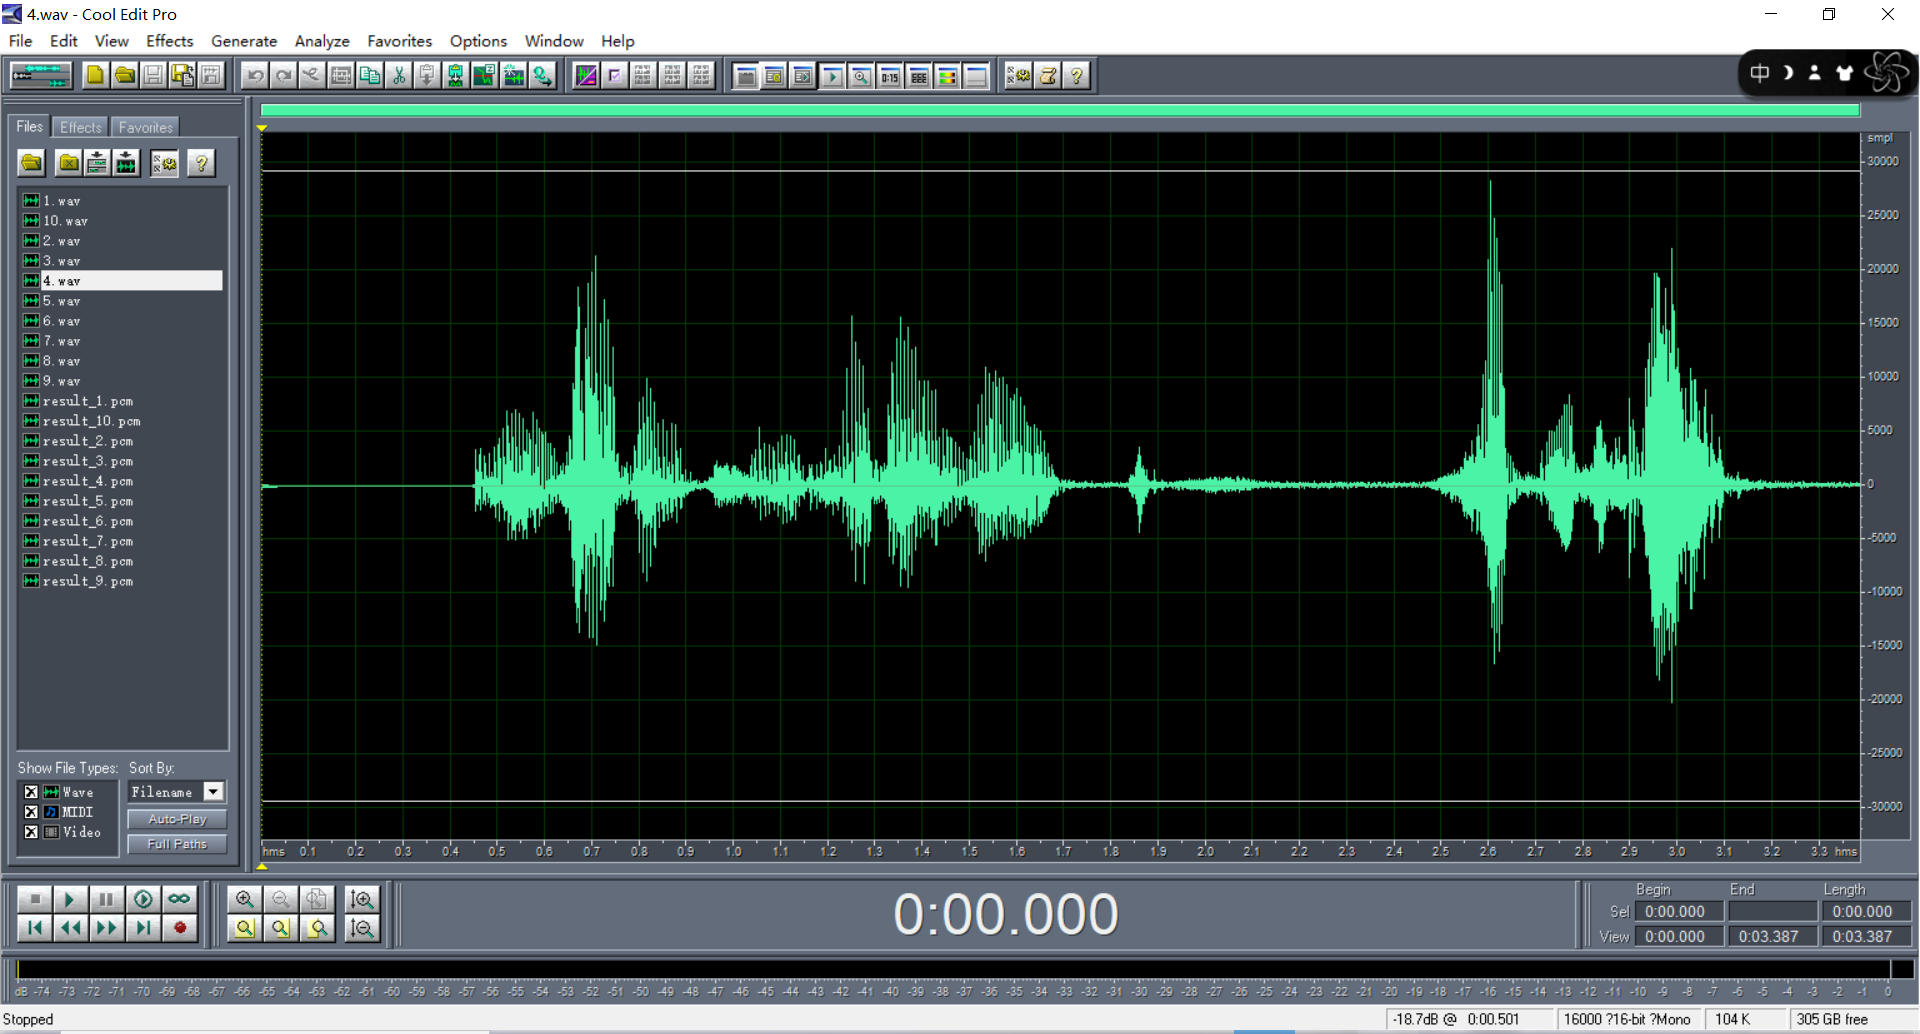 4.wav - Cool Edit Pro
File Edit View Effects Generate Analyze Favorites Options Window Help
0:15
中
Files Effects Favorites
1.wav
10.wav
2.wav
3.wav
4.wav
5.wav
6.wav
7.wav
8.wav
9.wav
result_1.pcm
result_10.pcm
result_2.pcm
result_3.pcm
result_4.pcm
result_5.pcm
result_6.pcm
result_7.pcm
result_8.pcm
result_9.pcm
Show File Types: Sort By:
Wave Filename
MIDI Auto-Play
Video Full Paths
smpl
30000
25000
20000
15000
10000
5000
0
-5000
-10000
-15000
-20000
-25000
-30000
hms 0.1 0.2 0.3 0.4 0.5 0.6 0.7 0.8 0.9 1.0 1.1 1.2 1.3 1.4 1.5 1.6 1.7 1.8 1.9 2.0 2.1 2.2 2.3 2.4 2.5 2.6 2.7 2.8 2.9 3.0 3.1 3.2 3.3 hms
0:00.000
Begin End Length
Sel 0:00.000 0:00.000
View 0:00.000 0:03.387 0:03.387
dB -74 -73 -72 -71 -70 -69 -68 -67 -66 -65 -64 -63 -62 -61 -60 -59 -58 -57 -56 -55 -54 -53 -52 -51 -50 -49 -48 -47 -46 -45 -44 -43 -42 -41 -40 -39 -38 -37 -36 -35 -34 -33 -32 -31 -30 -29 -28 -27 -26 -25 -24 -23 -22 -21 -20 -19 -18 -17 -16 -15 -14 -13 -12 -11 -10 -9 -8 -7 -6 -5 -4 -3 -2 -1 0
Stopped -18.7dB @ 0:00.501 16000 ?16-bit ?Mono 104 K 305 GB free